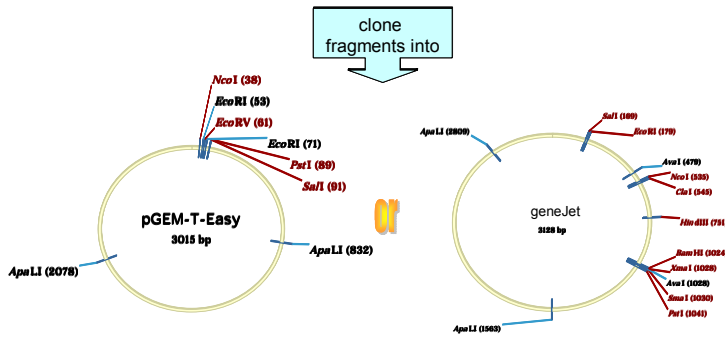 clone
fragments into
NcoI (38)
EcoRI (53)
EcoRV (61)
EcoRI (71)
PstI (89)
SalI (91)
pGEM-T-Easy
3015 bp
ApaLI (832)
ApaLI (2078)
or
SalI (169)
EcoRI (179)
ApaLI (2809)
AvaI (479)
NcoI (535)
ClaI (545)
geneJet
3128 bp
HindIII (751
BamHI (1024
XmaI (1028)
AvaI (1028)
SmaI (1030)
PstI (1041)
ApaLI (1563)